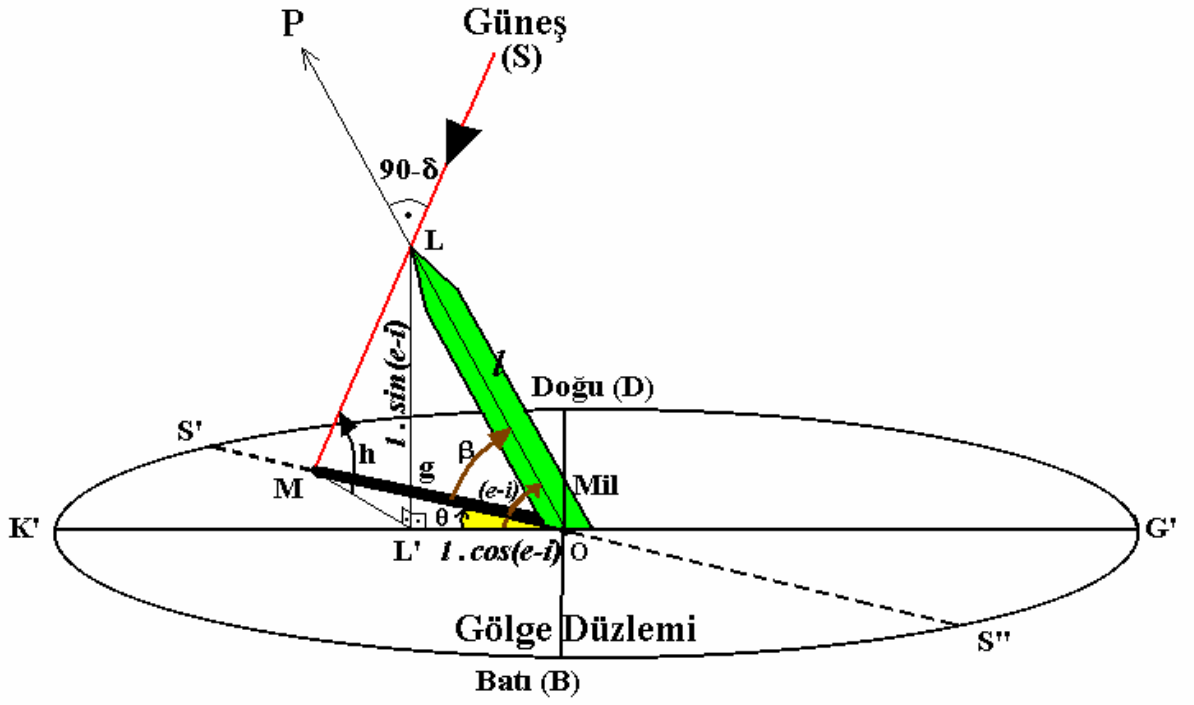 P
Güneş
(S)
90-δ
L
l . sin(e-i)
l
Doğu (D)
S'
h
β
g
(e-i)
Mil
M
θ
K'
G'
L'
l . cos(e-i)
O
Gölge Düzlemi
S''
Batı (B)